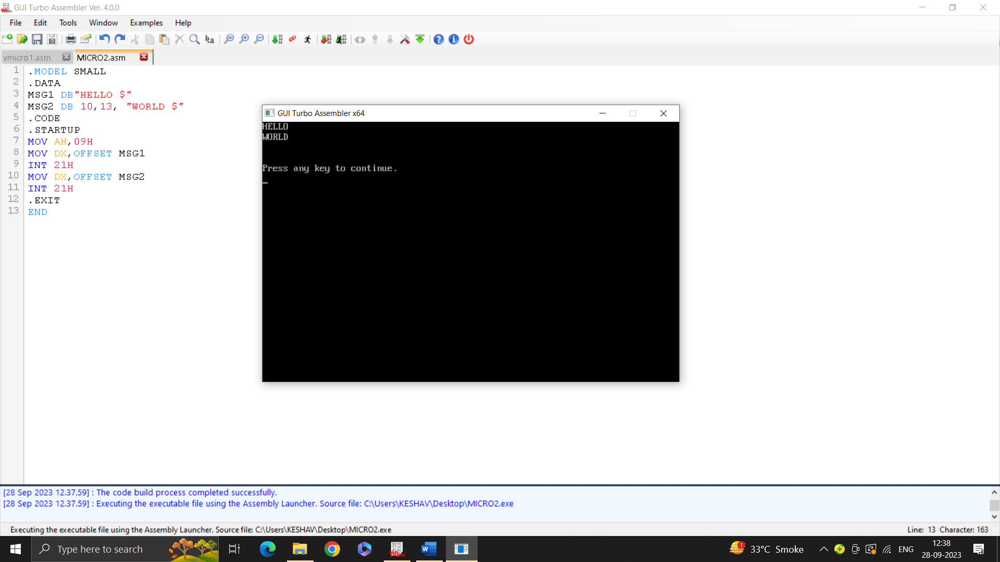 GUI Turbo Assembler Ver. 4.0.0
File Edit Tools Window Examples Help
vmicro1.asm MICRO2.asm
1 .MODEL SMALL
2 .DATA
3 MSG1 DB"HELLO $"
4 MSG2 DB 10,13, "WORLD $"
5 .CODE
6 .STARTUP
7 MOV AH,09H
8 MOV DX,OFFSET MSG1
9 INT 21H
10 MOV DX,OFFSET MSG2
11 INT 21H
12 .EXIT
13 END
GUI Turbo Assembler x64
HELLO
WORLD
Press any key to continue.
[28 Sep 2023 12.37.59] : The code build process completed successfully.
[28 Sep 2023 12.37.59] : Executing the executable file using the Assembly Launcher. Source file: C:\Users\KESHAV\Desktop\MICRO2.exe
Executing the executable file using the Assembly Launcher. Source file: C:\Users\KESHAV\Desktop\MICRO2.exe
Line: 13 Character: 163
Type here to search
1
33°C Smoke
ENG
12:38
28-09-2023